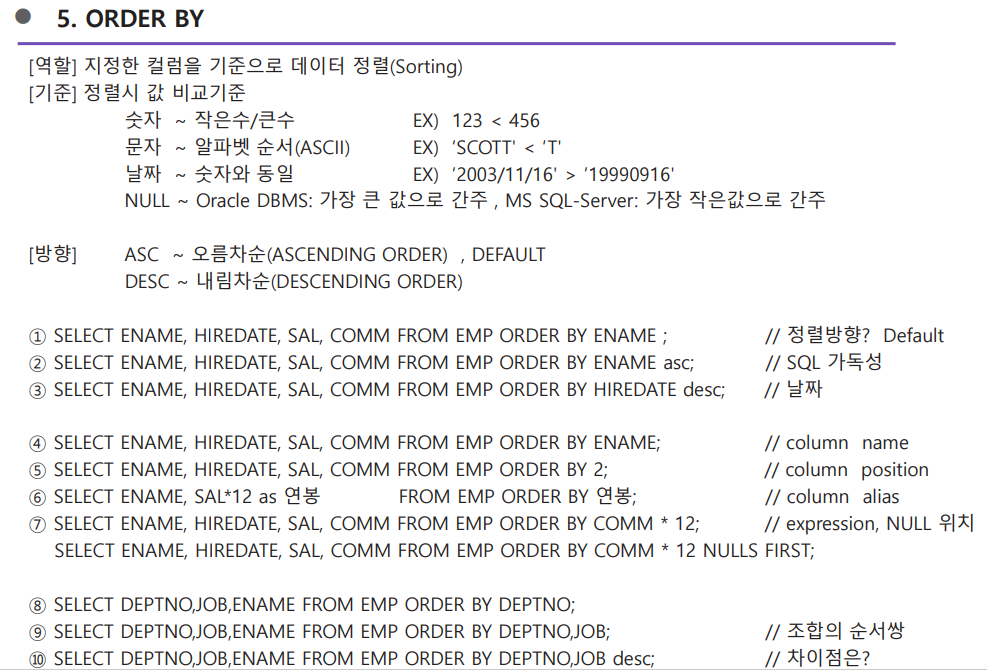 ● 5. ORDER BY
[역할] 지정한 컬럼을 기준으로 데이터 정렬(Sorting)
[기준] 정렬시 값 비교기준
숫자 ~ 작은수/큰수 EX) 123 < 456
문자 ~ 알파벳 순서(ASCII) EX) 'SCOTT' < 'T'
날짜 ~ 숫자와 동일 EX) '2003/11/16' > '19990916'
NULL ~ Oracle DBMS: 가장 큰 값으로 간주 , MS SQL-Server: 가장 작은값으로 간주
[방향] ASC ~ 오름차순(ASCENDING ORDER) , DEFAULT
DESC ~ 내림차순(DESCENDING ORDER)
① SELECT ENAME, HIREDATE, SAL, COMM FROM EMP ORDER BY ENAME ; // 정렬방향? Default
② SELECT ENAME, HIREDATE, SAL, COMM FROM EMP ORDER BY ENAME asc; // SQL 가독성
③ SELECT ENAME, HIREDATE, SAL, COMM FROM EMP ORDER BY HIREDATE desc; // 날짜
④ SELECT ENAME, HIREDATE, SAL, COMM FROM EMP ORDER BY ENAME; // column name
⑤ SELECT ENAME, HIREDATE, SAL, COMM FROM EMP ORDER BY 2; // column position
⑥ SELECT ENAME, SAL*12 as 연봉 FROM EMP ORDER BY 연봉; // column alias
⑦ SELECT ENAME, HIREDATE, SAL, COMM FROM EMP ORDER BY COMM * 12; // expression, NULL 위치
SELECT ENAME, HIREDATE, SAL, COMM FROM EMP ORDER BY COMM * 12 NULLS FIRST;
⑧ SELECT DEPTNO,JOB,ENAME FROM EMP ORDER BY DEPTNO;
⑨ SELECT DEPTNO,JOB,ENAME FROM EMP ORDER BY DEPTNO,JOB; // 조합의 순서쌍
⑩ SELECT DEPTNO,JOB,ENAME FROM EMP ORDER BY DEPTNO,JOB desc; // 차이점은?